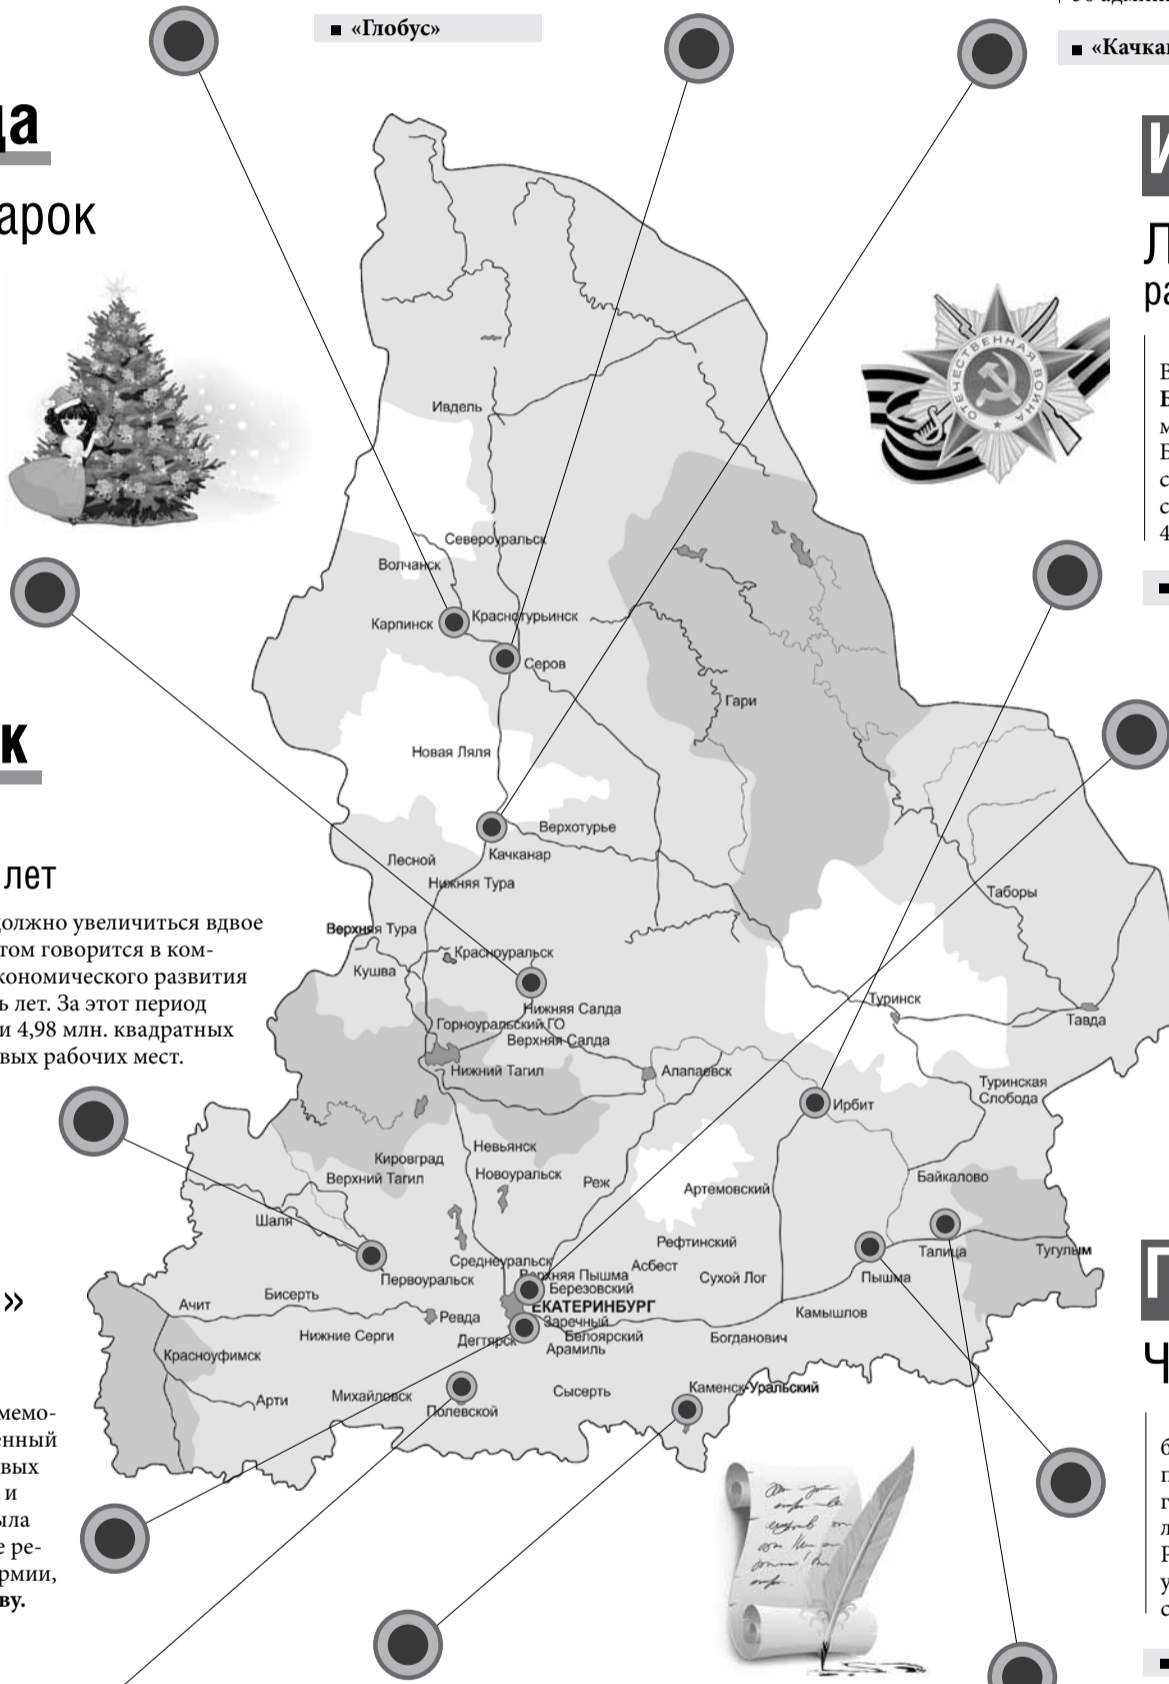 «Глобус»
арок
лет
должно увеличиться вдвое
том говорится в ком-
кономического развития
ь лет. За этот период
и 4,98 млн. квадратных
вых рабочих мест.
»
мемо-
вых
и
ыла
е ре-
рмии,
ву.
«Качкан
ОТЕЧЕСТВЕННАЯ ВОЙНА
Ивдель
Североуральск
Волчанск
Карпинск
Краснотурьинск
Серов
Гари
Новая Ляля
Верхотурье
Качканар
Лесной
Нижняя Тура
Таборы
Верхняя Тура
Красноуральск
Кушва
Туринск
Нижняя Салда
Тавда
Горноуральский ГО
Верхняя Салда
Нижний Тагил
Алапаевск
Туринская
Слобода
Ирбит
Невьянск
Кировград
Новоуральск
Верхний Тагил
Реж
Байкалово
Артемовский
Шаля
Рефтинский
Талица
Тугулым
Среднеуральск
Асбест
Первоуральск
Верхняя Пышма
Сухой Лог
Пышма
Березовский
Бисерть
Ачит
ЕКАТЕРИНБУРГ
Камышлов
Ревда
Заречный
Нижние Серги
Дегтярск
Белоярский
Богданович
Арамиль
Красноуфимск
Каменск-Уральский
Сысерть
Михайловск
Арти
Полевской